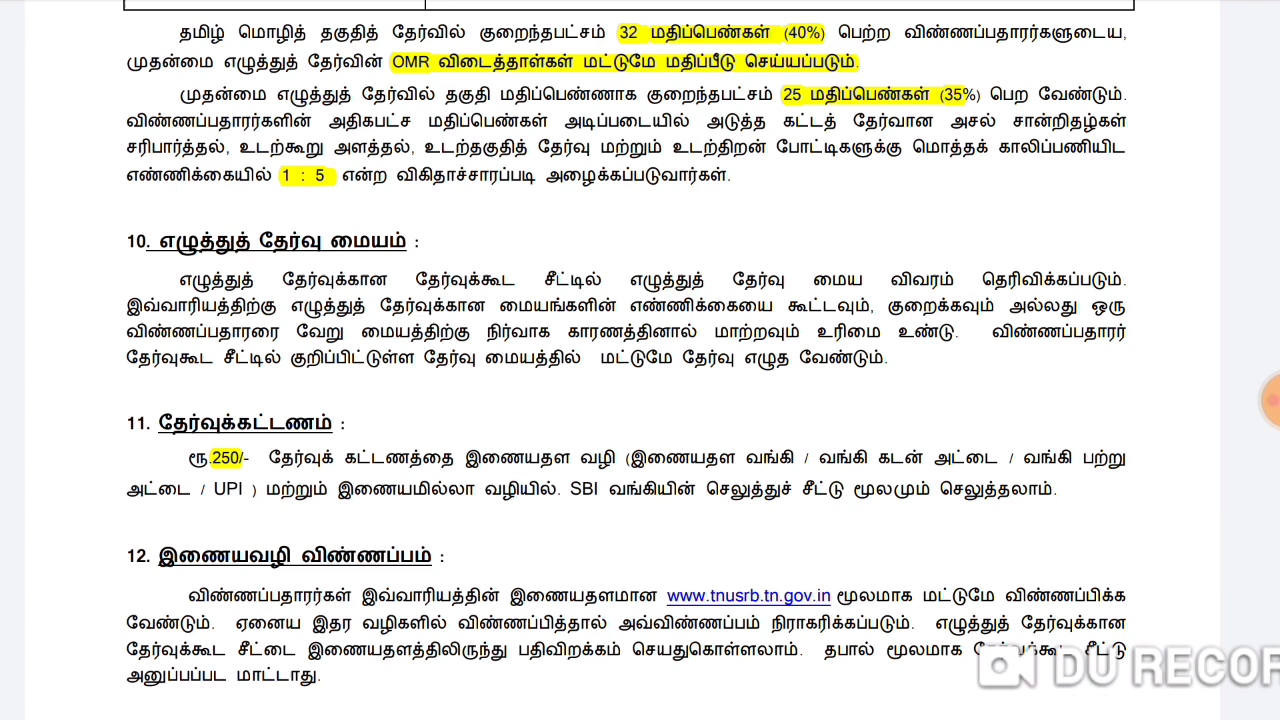 தமிழ் மொழித் தகுதித் தேர்வில் குறைந்தபட்சம் 32 மதிப்பெண்கள் (40%) பெற்ற விண்ணப்பதாரர்களுடைய,
முதன்மை எழுத்துத் தேர்வின் OMR விடைத்தாள்கள் மட்டுமே மதிப்பீடு செய்யப்படும்.
முதன்மை எழுத்துத் தேர்வில் தகுதி மதிப்பெண்ணாக குறைந்தபட்சம் 25 மதிப்பெண்கள் (35%) பெற வேண்டும்.
விண்ணப்பதாரர்களின் அதிகபட்ச மதிப்பெண்கள் அடிப்படையில் அடுத்த கட்டத் தேர்வான அசல் சான்றிதழ்கள்
சரிபார்த்தல், உடற்கூறு அளத்தல், உடற்தகுதித் தேர்வு மற்றும் உடற்திறன் போட்டிகளுக்கு மொத்தக் காலிப்பணியிட
எண்ணிக்கையில் 1 : 5 என்ற விகிதாச்சாரப்படி அழைக்கப்படுவார்கள்.
10. எழுத்துத் தேர்வு மையம் :
எழுத்துத் தேர்வுக்கான தேர்வுக்கூட சீட்டில் எழுத்துத் தேர்வு மைய விவரம் தெரிவிக்கப்படும்.
இவ்வாரியத்திற்கு எழுத்துத் தேர்வுக்கான மையங்களின் எண்ணிக்கையை கூட்டவும், குறைக்கவும் அல்லது ஒரு
விண்ணப்பதாரரை வேறு மையத்திற்கு நிர்வாக காரணத்தினால் மாற்றவும் உரிமை உண்டு. விண்ணப்பதாரர்
தேர்வுகூட சீட்டில் குறிப்பிட்டுள்ள தேர்வு மையத்தில் மட்டுமே தேர்வு எழுத வேண்டும்.
11. தேர்வுக்கட்டணம் :
ரூ.250/- தேர்வுக் கட்டணத்தை இணையதள வழி (இணையதள வங்கி / வங்கி கடன் அட்டை / வங்கி பற்று
அட்டை / UPI ) மற்றும் இணையமில்லா வழியில். SBI வங்கியின் செலுத்துச் சீட்டு மூலமும் செலுத்தலாம்.
12. இணையவழி விண்ணப்பம் :
விண்ணப்பதாரர்கள் இவ்வாரியத்தின் இணையதளமான www.tnusrb.tn.gov.in மூலமாக மட்டுமே விண்ணப்பிக்க
வேண்டும். ஏனைய இதர வழிகளில் விண்ணப்பித்தால் அவ்விண்ணப்பம் நிராகரிக்கப்படும். எழுத்துத் தேர்வுக்கான
தேர்வுக்கூட சீட்டை இணையதளத்திலிருந்து பதிவிறக்கம் செயதுகொள்ளலாம். தபால் மூலமாக தேர்வுக்கூட சீட்டு
அனுப்பப்பட மாட்டாது.
DU RECOR